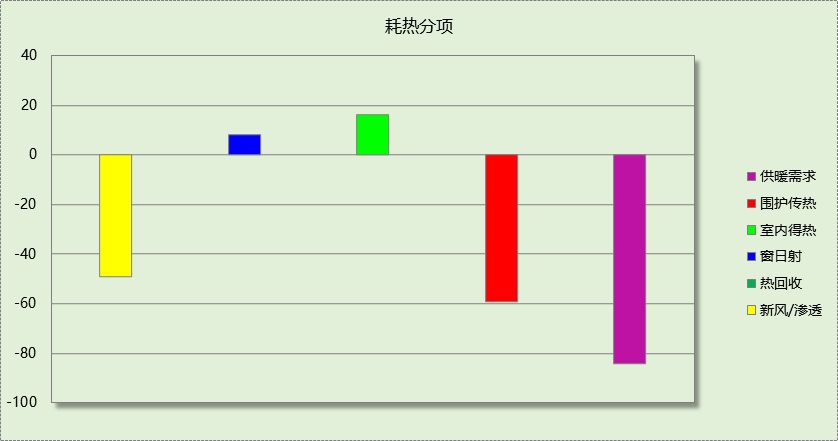 耗热分项
40
20
0
-20
-40
-60
-80
-100
供暖需求
围护传热
室内得热
窗日射
热回收
新风/渗透